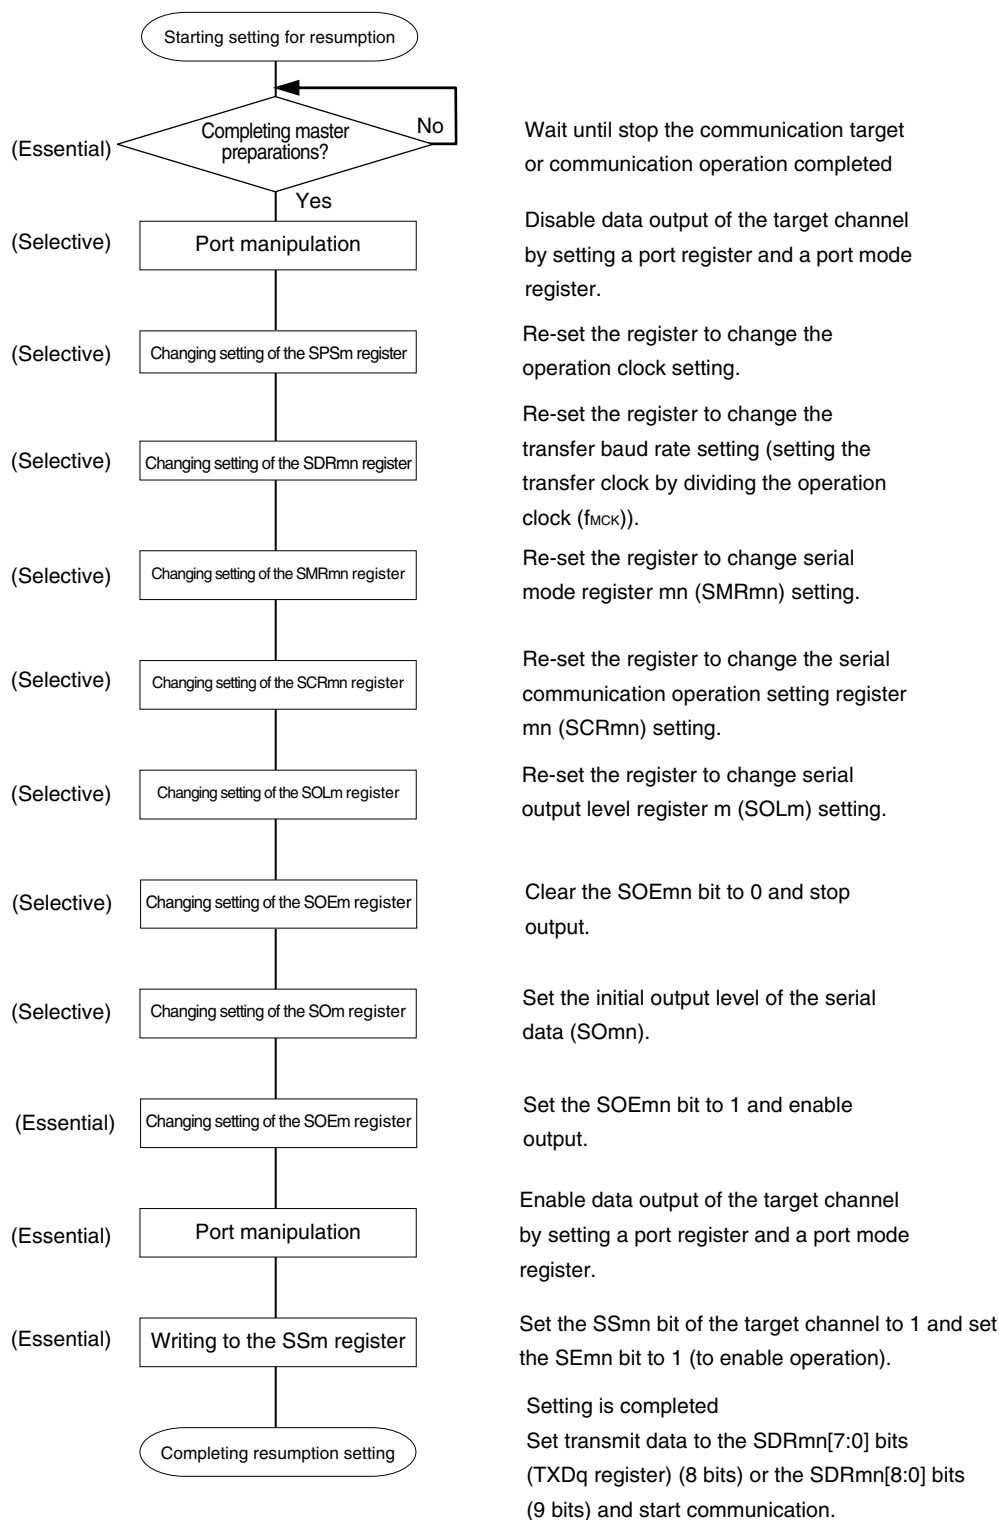 Starting setting for resumption
(Essential)
Completing master
preparations?
No
Yes
Wait until stop the communication target
or communication operation completed
(Selective)
Port manipulation
Disable data output of the target channel
by setting a port register and a port mode
register.
(Selective)
Changing setting of the SPSm register
Re-set the register to change the
operation clock setting.
(Selective)
Changing setting of the SDRmn register
Re-set the register to change the
transfer baud rate setting (setting the
transfer clock by dividing the operation
clock (fMCK)).
(Selective)
Changing setting of the SMRmn register
Re-set the register to change serial
mode register mn (SMRmn) setting.
(Selective)
Changing setting of the SCRmn register
Re-set the register to change the serial
communication operation setting register
mn (SCRmn) setting.
(Selective)
Changing setting of the SOLm register
Re-set the register to change serial
output level register m (SOLm) setting.
(Selective)
Changing setting of the SOEm register
Clear the SOEmn bit to 0 and stop
output.
(Selective)
Changing setting of the SOm register
Set the initial output level of the serial
data (SOmn).
(Essential)
Changing setting of the SOEm register
Set the SOEmn bit to 1 and enable
output.
(Essential)
Port manipulation
Enable data output of the target channel
by setting a port register and a port mode
register.
(Essential)
Writing to the SSm register
Set the SSmn bit of the target channel to 1 and set
the SEmn bit to 1 (to enable operation).
Completing resumption setting
Setting is completed
Set transmit data to the SDRmn[7:0] bits
(TXDq register) (8 bits) or the SDRmn[8:0] bits
(9 bits) and start communication.